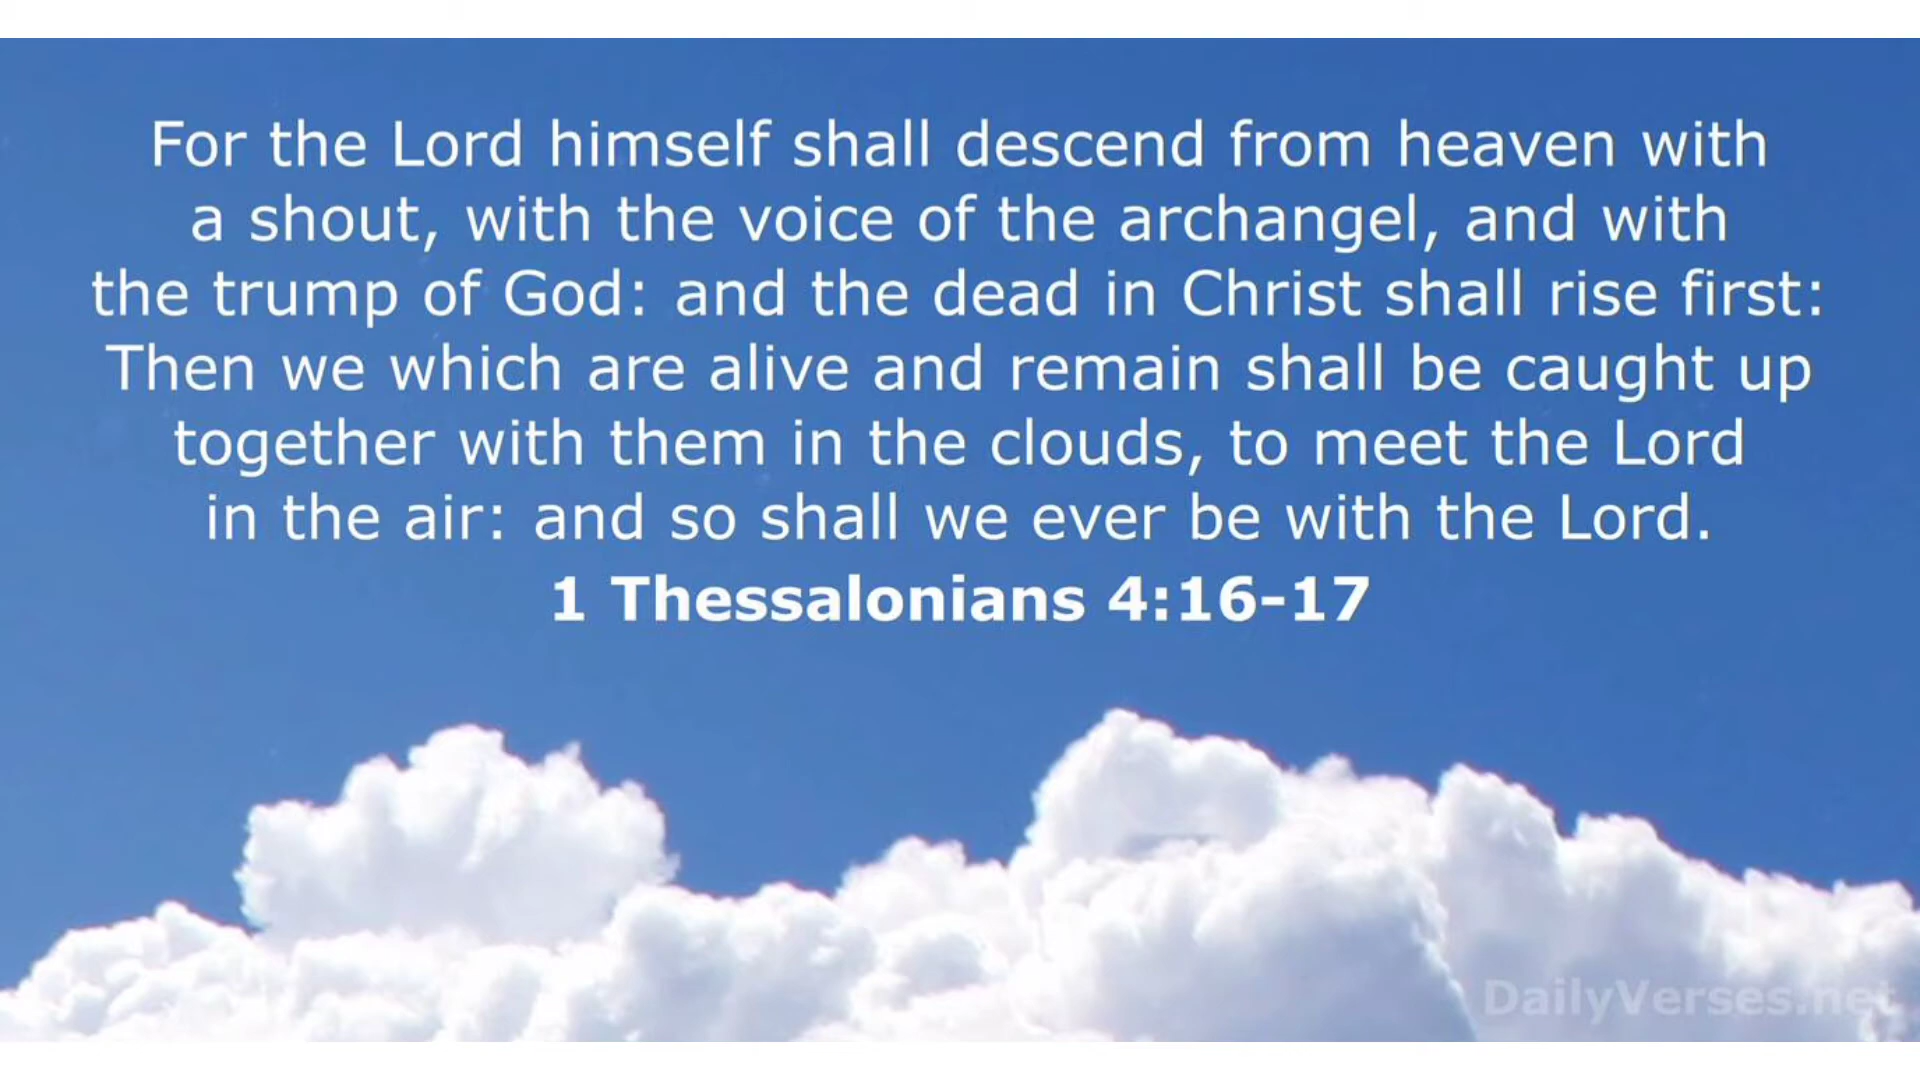 For the Lord himself shall descend from heaven with
a shout, with the voice of the archangel, and with
the trump of God: and the dead in Christ shall rise first:
Then we which are alive and remain shall be caught up
together with them in the clouds, to meet the Lord
in the air: and so shall we ever be with the Lord.
1 Thessalonians 4:16-17
DailyVerses.net